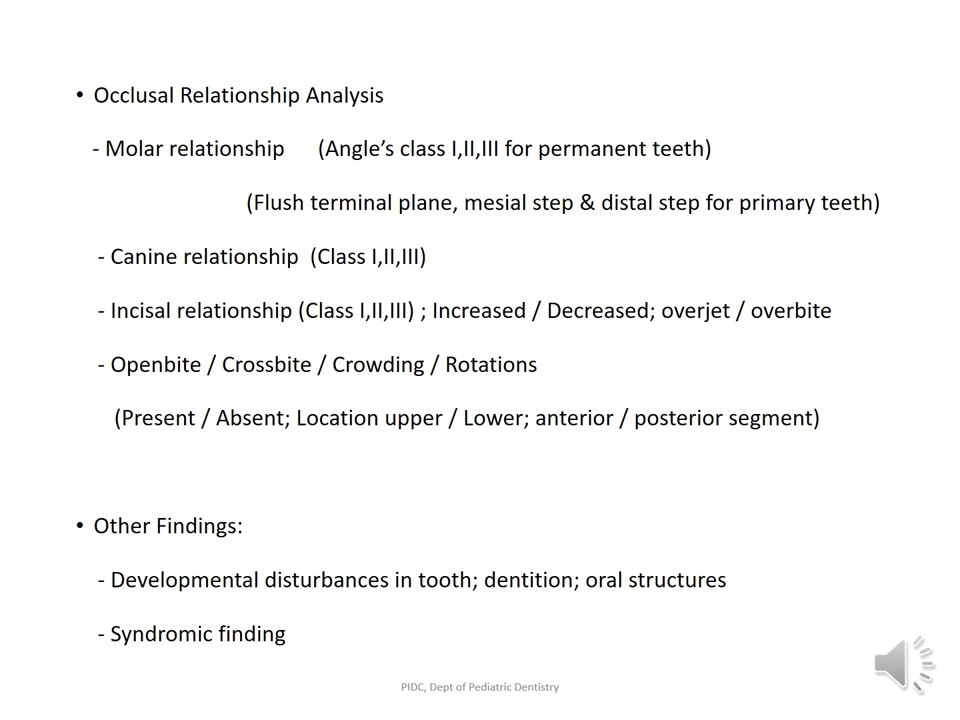 • Occlusal Relationship Analysis
- Molar relationship (Angle’s class I,II,III for permanent teeth)
(Flush terminal plane, mesial step & distal step for primary teeth)
- Canine relationship (Class I,II,III)
- Incisal relationship (Class I,II,III) ; Increased / Decreased; overjet / overbite
- Openbite / Crossbite / Crowding / Rotations
(Present / Absent; Location upper / Lower; anterior / posterior segment)
• Other Findings:
- Developmental disturbances in tooth; dentition; oral structures
- Syndromic finding
PIDC, Dept of Pediatric Dentistry